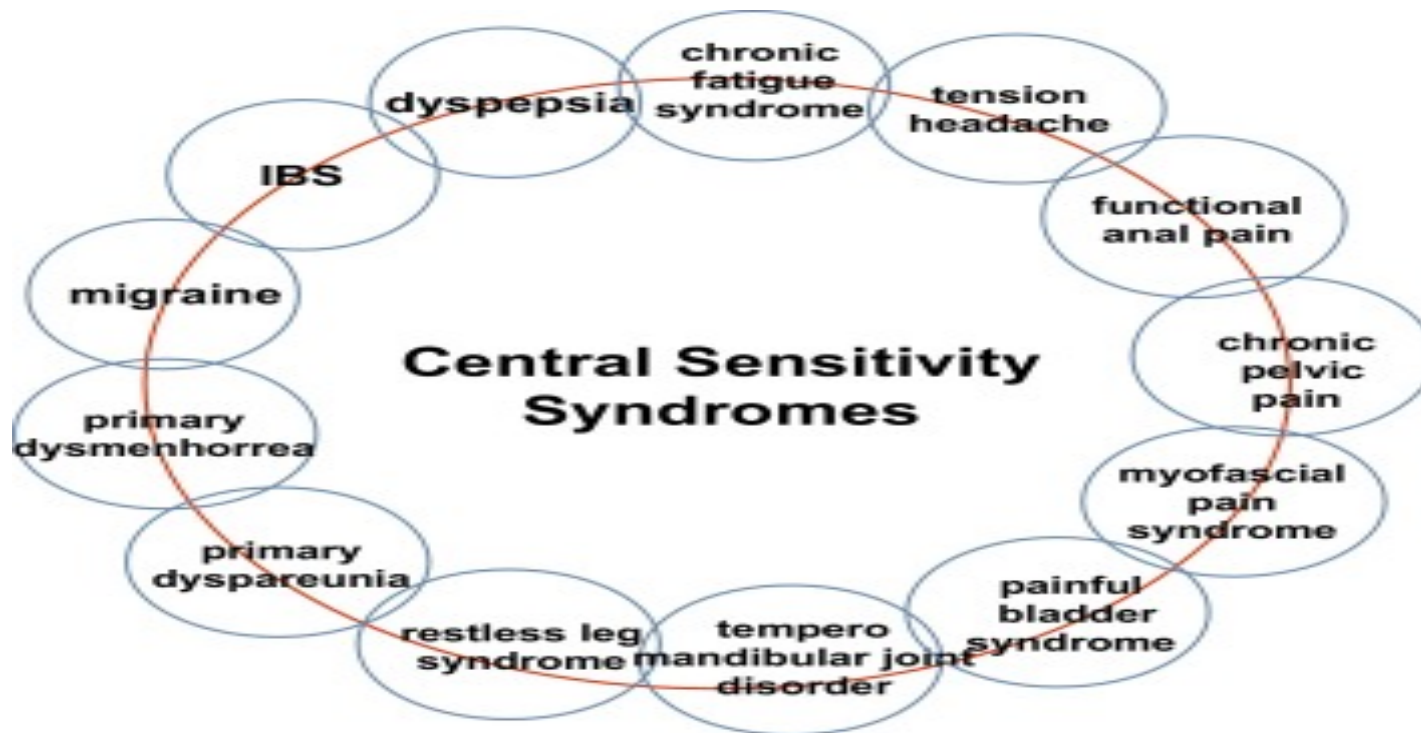 chronic
fatigue
syndrome
tension
headache
functional
anal pain
chronic
pelvic
pain
myofascial
pain
syndrome
painful
bladder
syndrome
tempero
mandibular joint
disorder
restless leg
syndrome
primary
dyspareunia
primary
dysmenhorrea
migraine
IBS
dyspepsia
Central Sensitivity
Syndromes